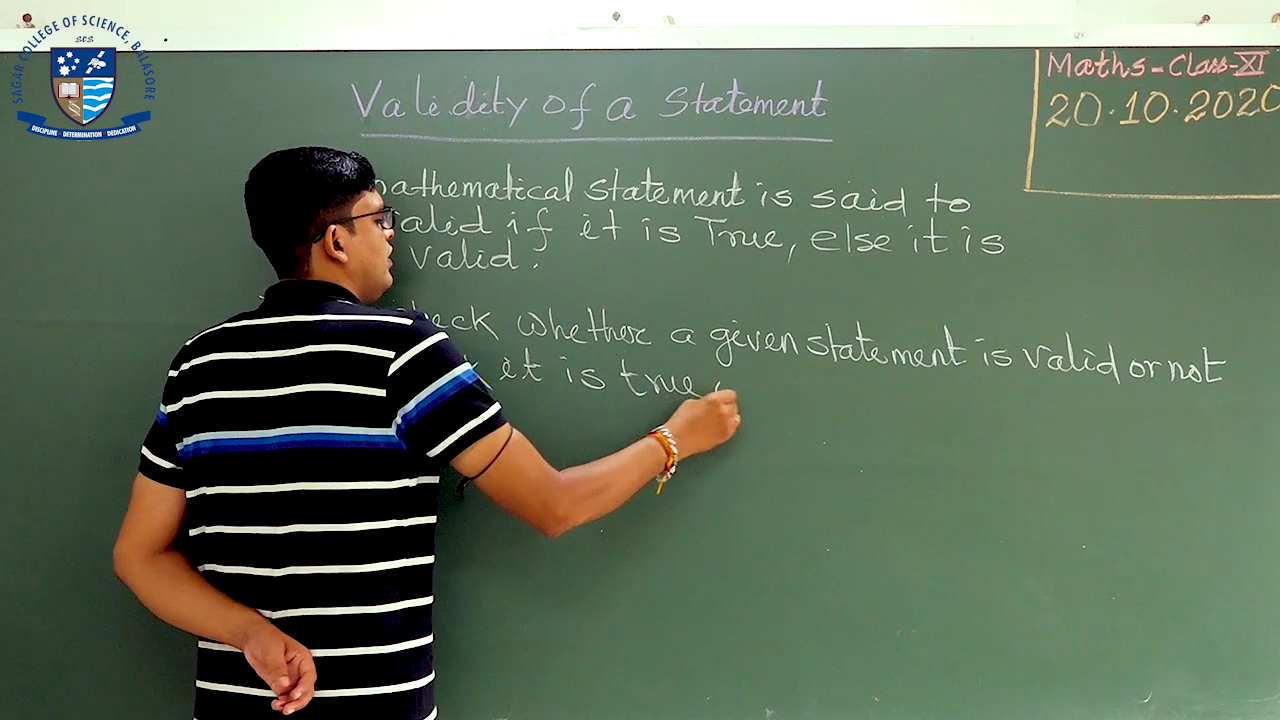 SAGAR COLLEGE OF SCIENCE, BALASORE
scs
DISCIPLINE · DETERMINATION · DEDICATION
Maths - Class - XI
20.10.2020
Validity of a Statement
mathematical statement is said to
valid if it is True, else it is
valid.
check whether a given statement is valid or not
it is true